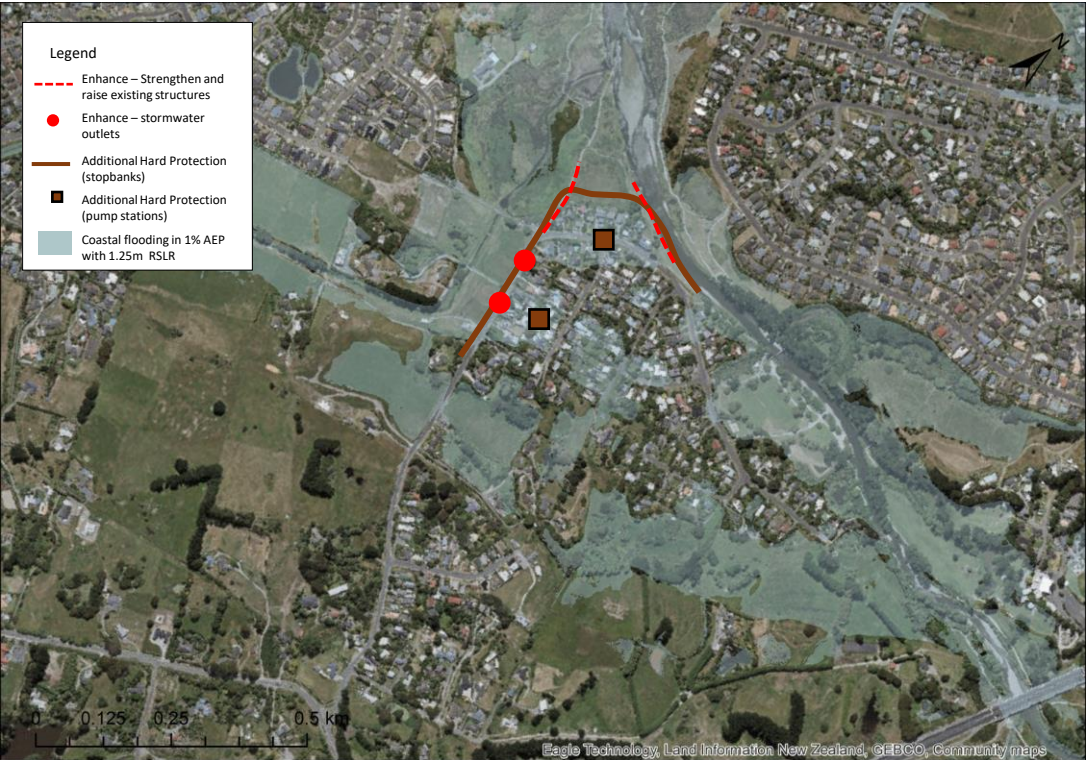 Legend
Enhance – Strengthen and
raise existing structures
Enhance – stormwater
outlets
Additional Hard Protection
(stopbanks)
Additional Hard Protection
(pump stations)
Coastal flooding in 1% AEP
with 1.25m RSLR
N
0 0.125 0.25 0.5 km
Eagle Technology, Land Information New Zealand, GEBCO, Community maps